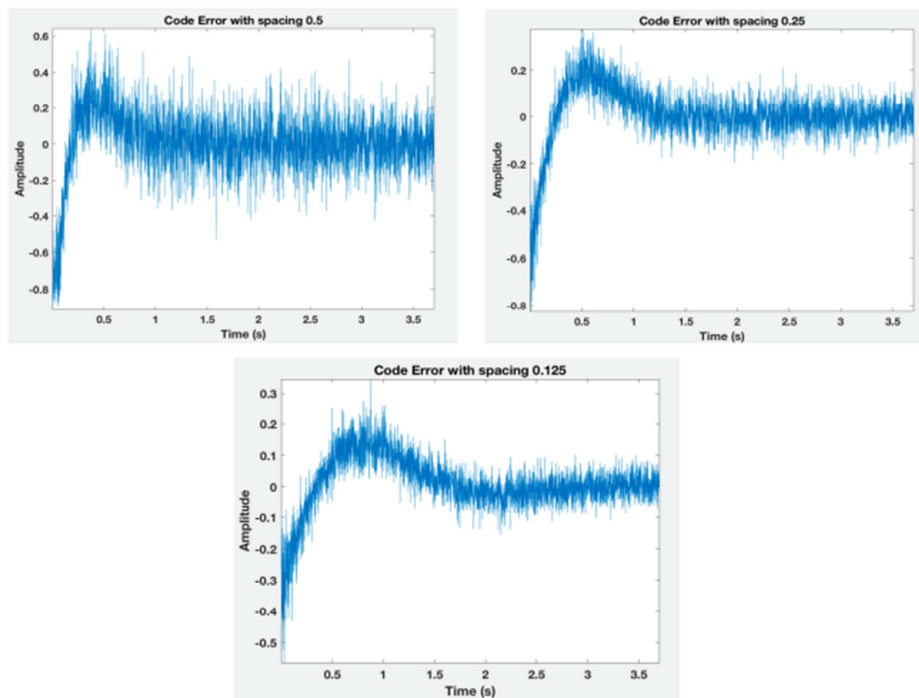 Code Error with spacing 0.5
0.6
0.4
0.2
0
-0.2
-0.4
-0.6
-0.8
Amplitude
0.5 1 1.5 2 2.5 3 3.5
Time (s)
Code Error with spacing 0.25
0.2
0
-0.2
-0.4
-0.6
-0.8
Amplitude
0.5 1 1.5 2 2.5 3 3.5
Time (s)
Code Error with spacing 0.125
0.3
0.2
0.1
0
-0.1
-0.2
-0.3
-0.4
-0.5
Amplitude
0.5 1 1.5 2 2.5 3 3.5
Time (s)